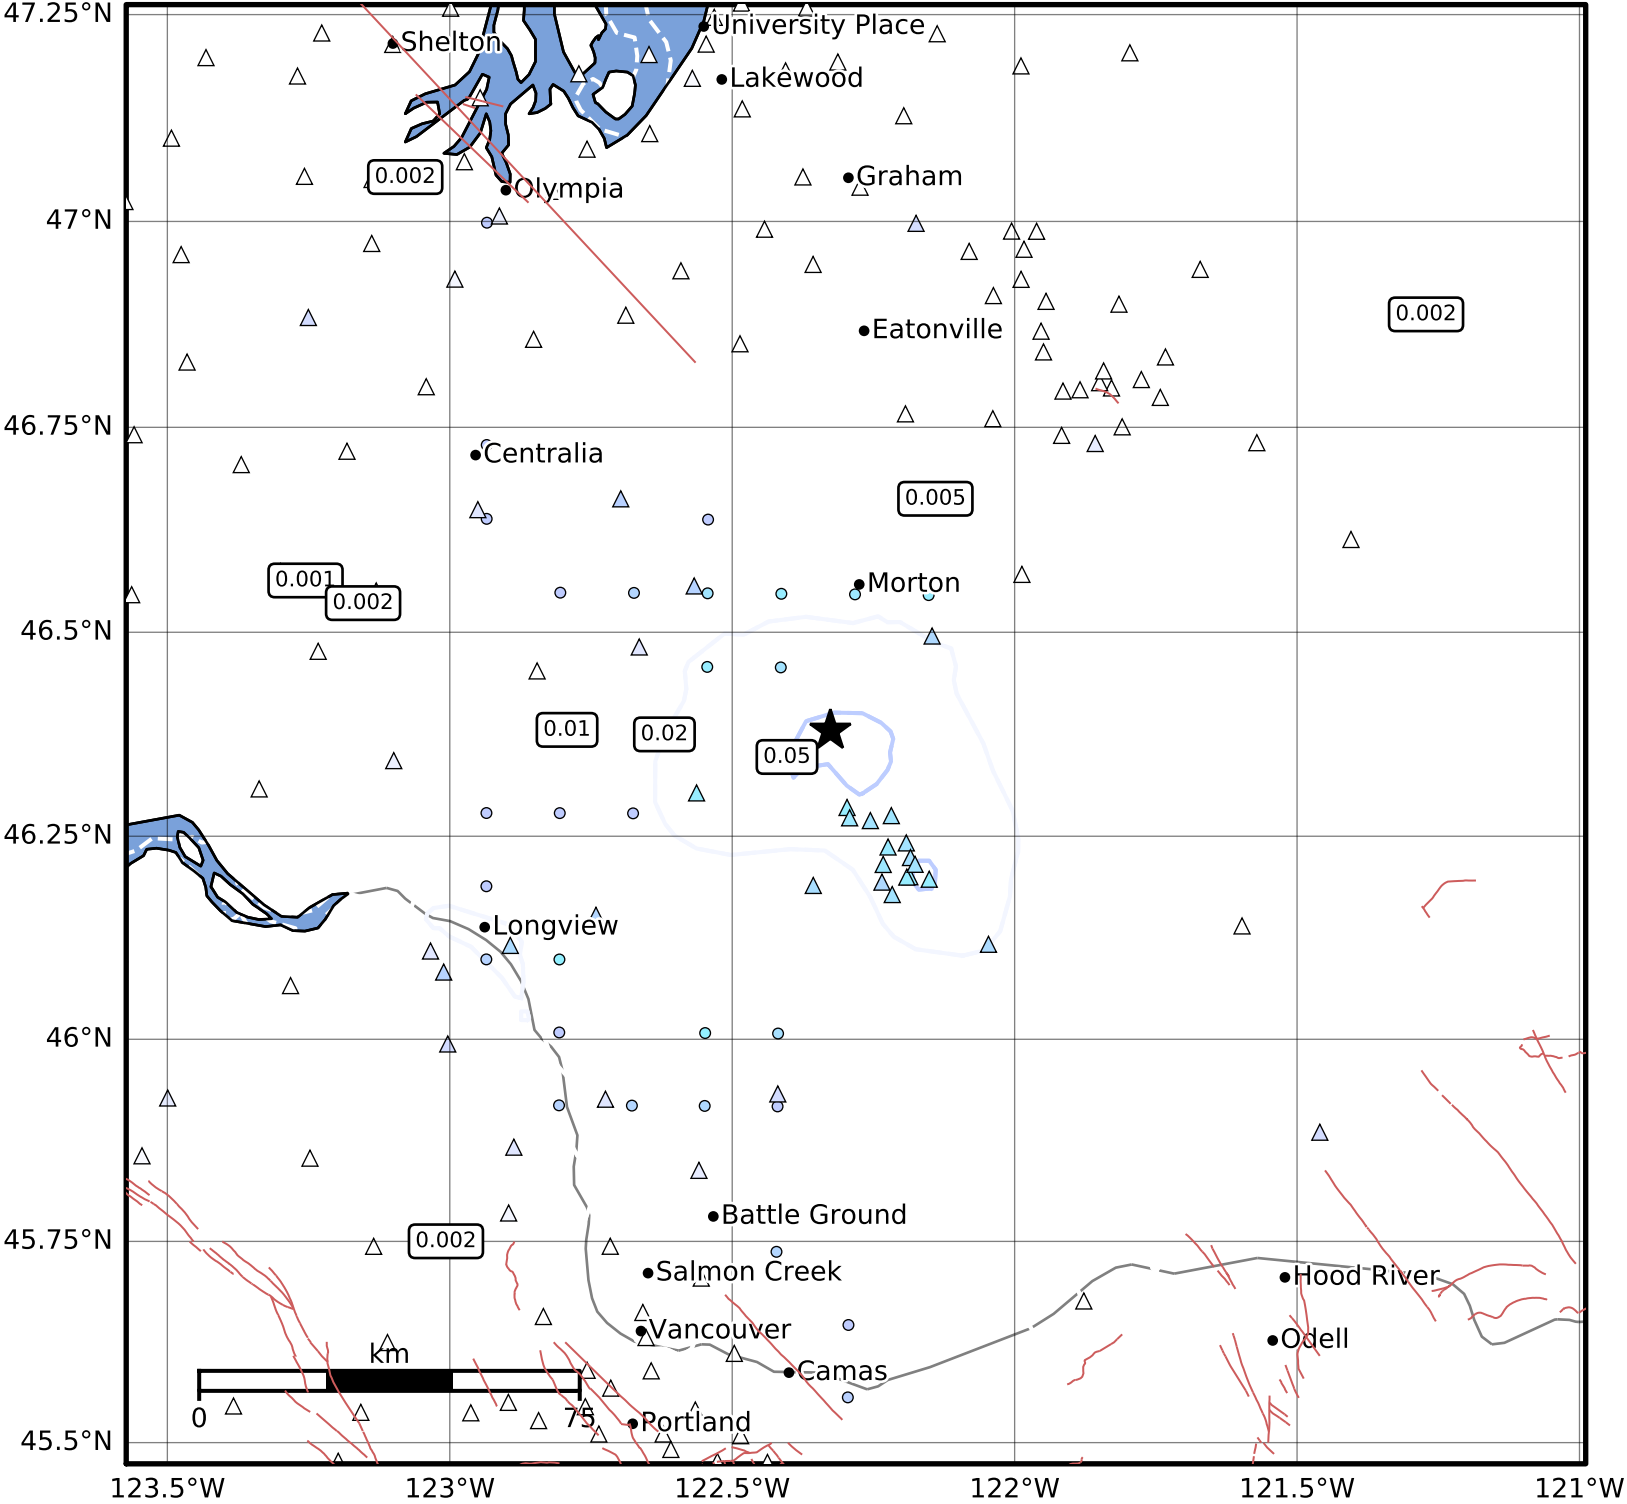 47.25°N
University Place
Shelton
Lakewood
0.002
Graham
Olympia
47°N
0.002
Eatonville
46.75°N
Centralia
0.005
0.001
Morton
0.002
46.5°N
0.01
0.02
0.05
46.25°N
Longview
46°N
Battle Ground
45.75°N
0.002
Salmon Creek
Hood River
Vancouver
Odell
km
Camas
0
75
Portland
45.5°N
123.5°W
123°W
122.5°W
122°W
121.5°W
121°W